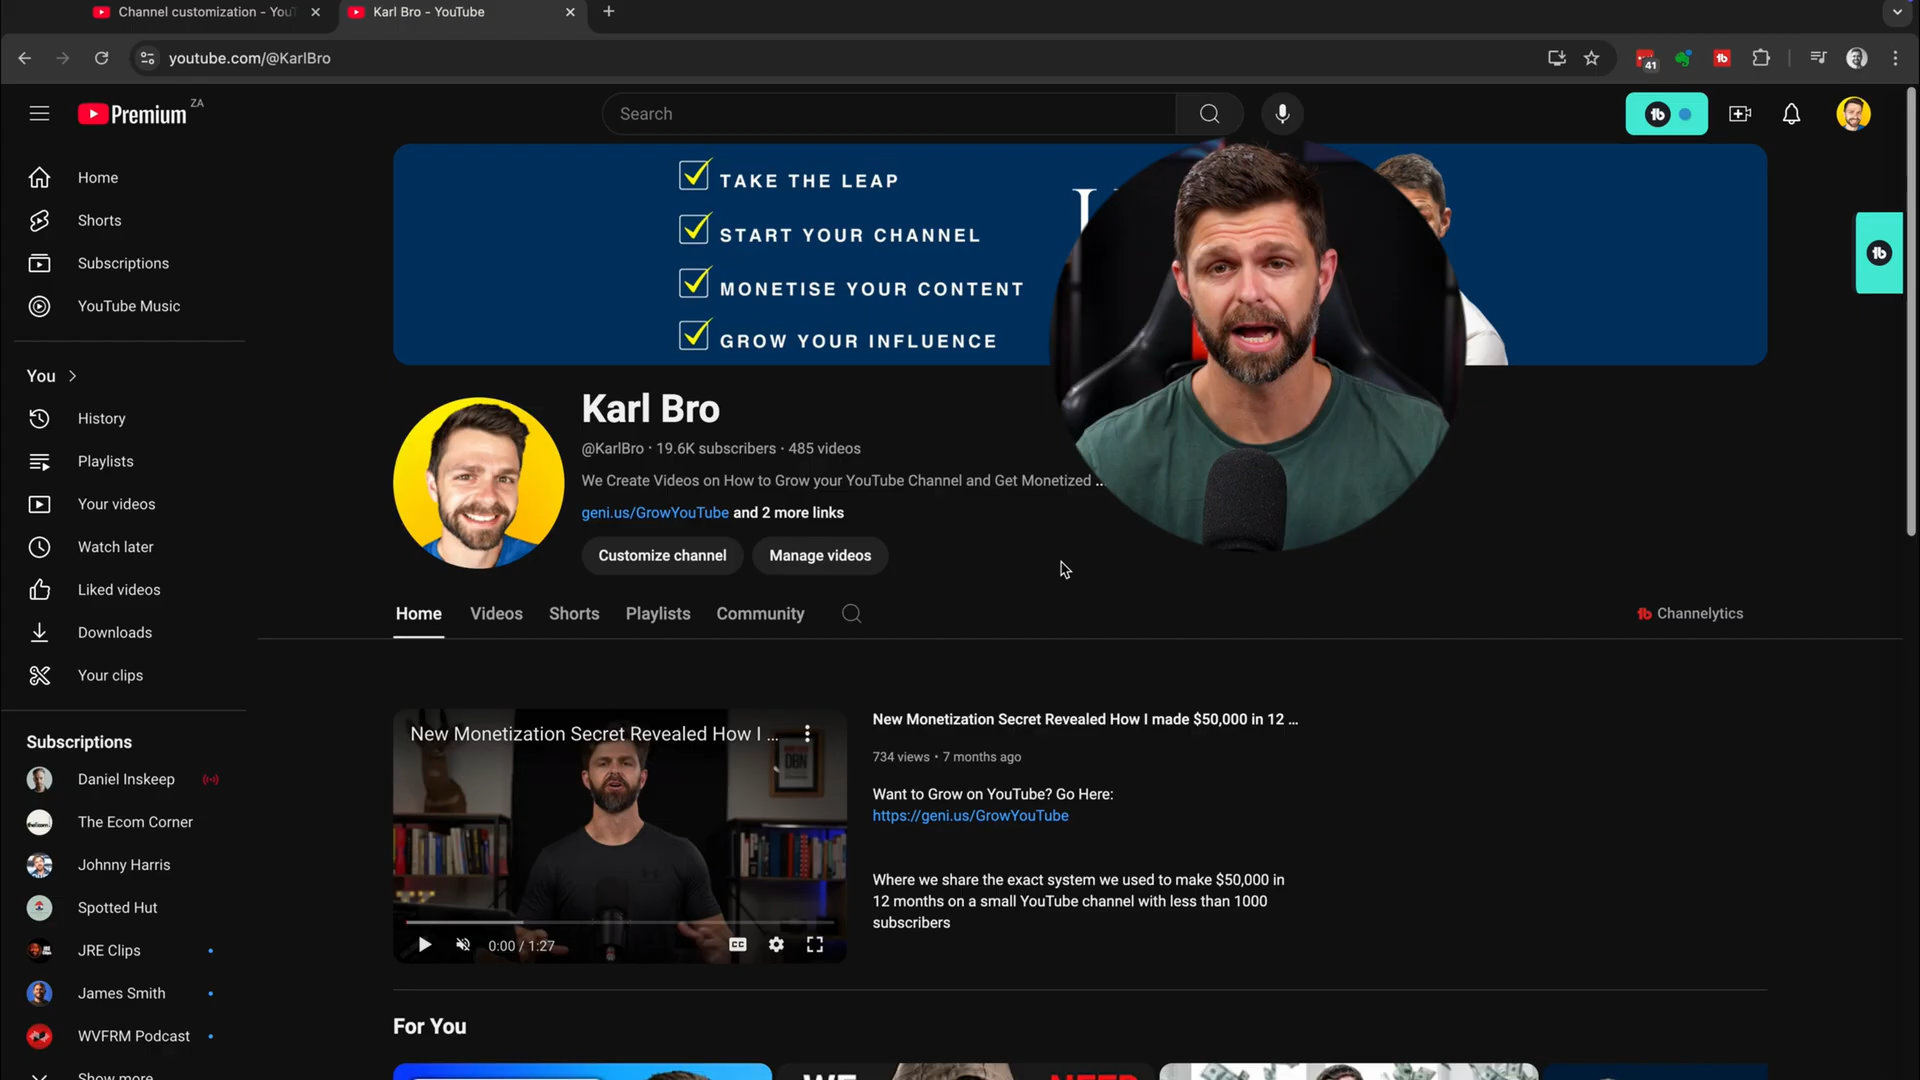 Channel customization - YouT
Karl Bro - YouTube
youtube.com/@KarlBro
41
Premium
ZA
Search
Home
Shorts
Subscriptions
YouTube Music
You
History
Playlists
Your videos
Watch later
Liked videos
Downloads
Your clips
Subscriptions
Daniel Inskeep
The Ecom Corner
Johnny Harris
Spotted Hut
JRE Clips
James Smith
WVFRM Podcast
Show more
TAKE THE LEAP
START YOUR CHANNEL
MONETISE YOUR CONTENT
GROW YOUR INFLUENCE
Karl Bro
@KarlBro · 19.6K subscribers · 485 videos
We Create Videos on How to Grow your YouTube Channel and Get Monetized ...
geni.us/GrowYouTube and 2 more links
Customize channel
Manage videos
Home
Videos
Shorts
Playlists
Community
Channelytics
New Monetization Secret Revealed How I ...
DBN
0:00 / 1:27
CC
New Monetization Secret Revealed How I made $50,000 in 12 ...
734 views • 7 months ago
Want to Grow on YouTube? Go Here:
https://geni.us/GrowYouTube
Where we share the exact system we used to make $50,000 in
12 months on a small YouTube channel with less than 1000
subscribers
For You
WE
NEED